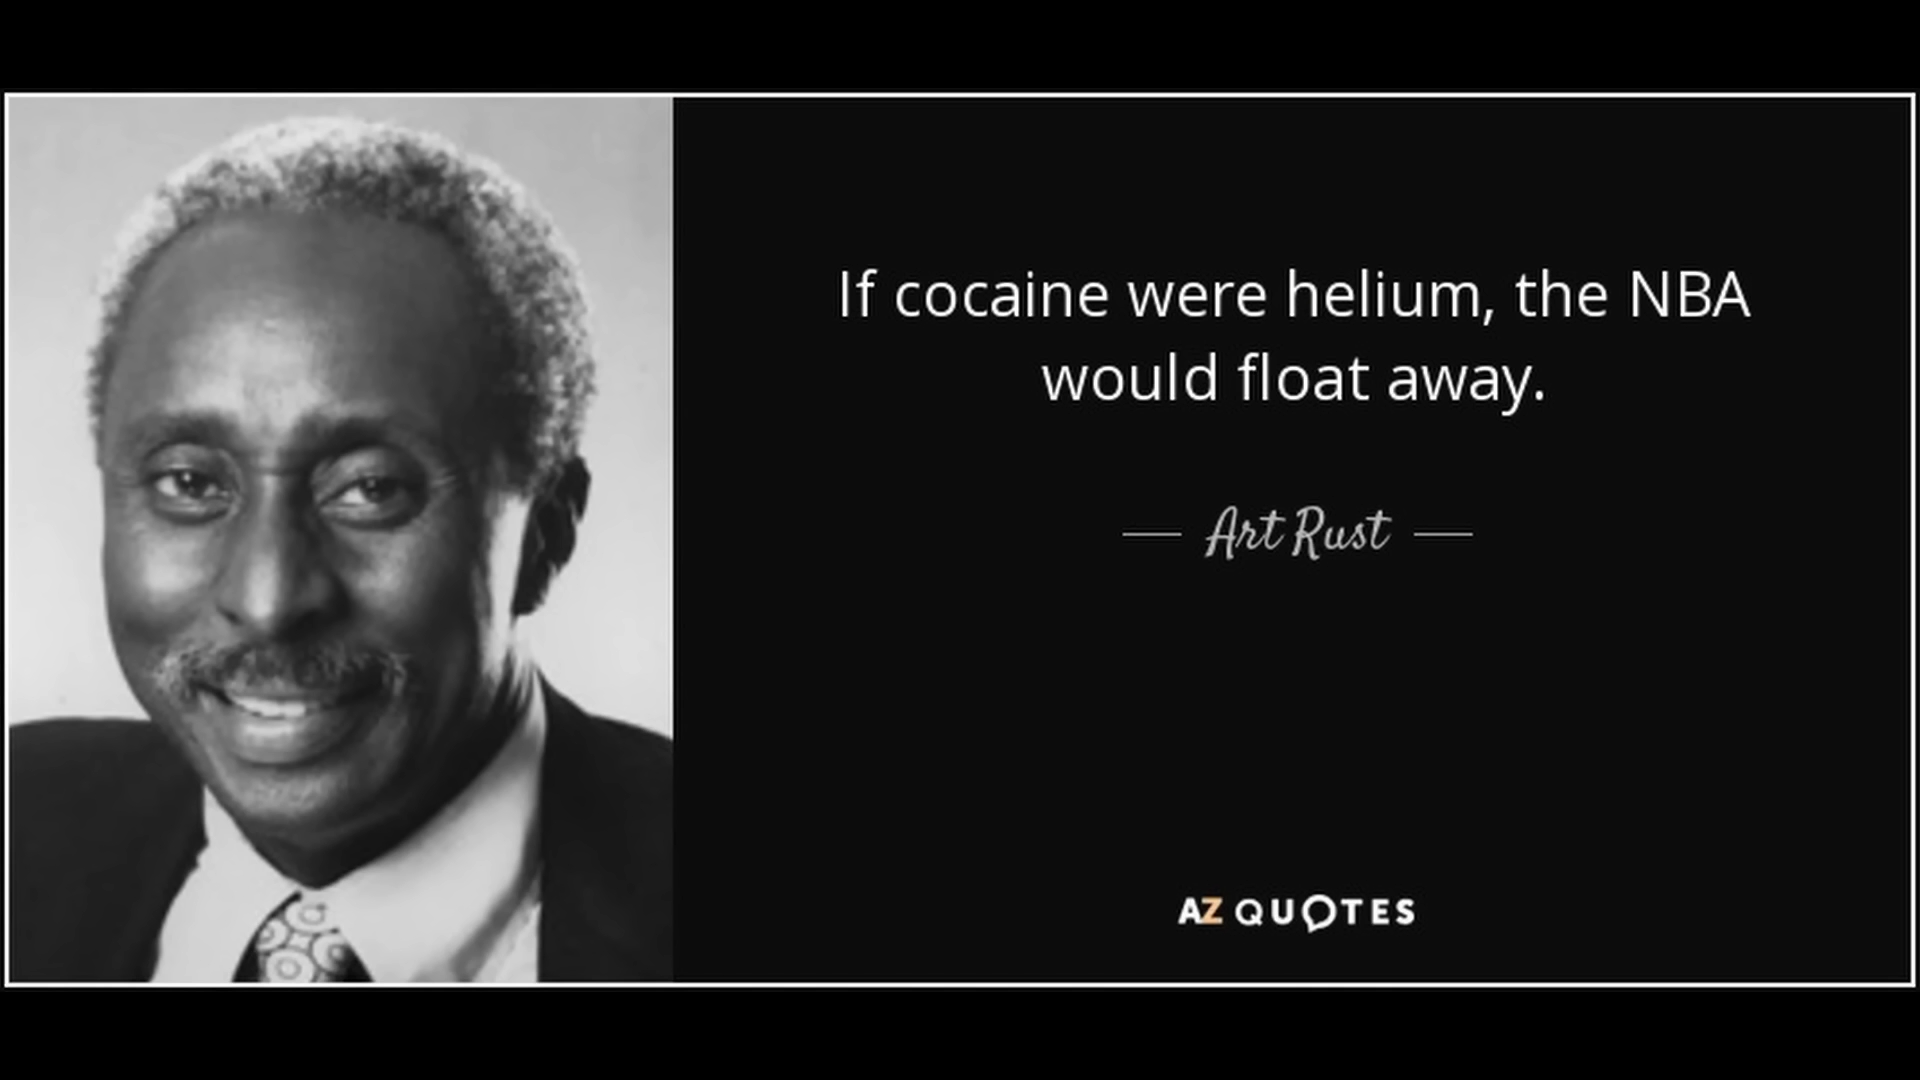 If cocaine were helium, the NBA
would float away.
Art Rust
AZ QUOTES